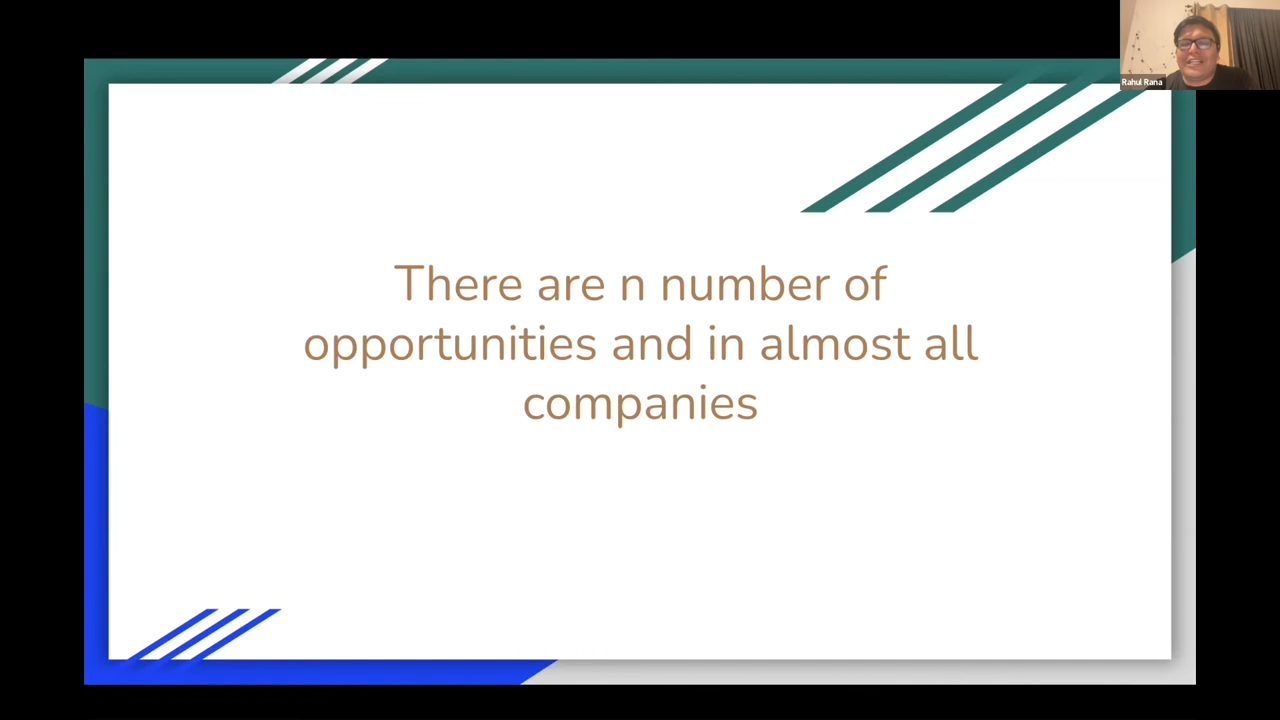 Rahul Rana
There are n number of
opportunities and in almost all
companies